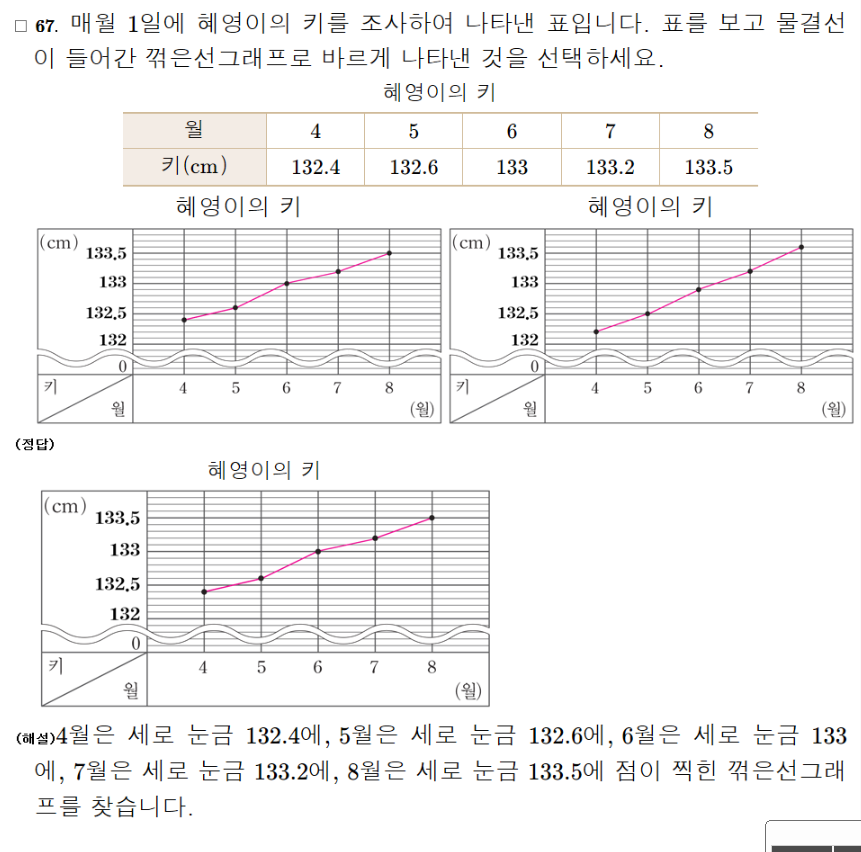 □ 67. 매월 1일에 혜영이의 키를 조사하여 나타낸 표입니다. 표를 보고 물결선
이 들어간 꺾은선그래프로 바르게 나타낸 것을 선택하세요.
혜영이의 키
월 4 5 6 7 8
키(cm) 132.4 132.6 133 133.2 133.5
혜영이의 키
(cm)
133.5
133
132.5
132
0
키
월
4 5 6 7 8
(월)
혜영이의 키
(cm)
133.5
133
132.5
132
0
키
월
4 5 6 7 8
(월)
(정답)
혜영이의 키
(cm)
133.5
133
132.5
132
0
키
월
4 5 6 7 8
(월)
(해설)4월은 세로 눈금 132.4에, 5월은 세로 눈금 132.6에, 6월은 세로 눈금 133
에, 7월은 세로 눈금 133.2에, 8월은 세로 눈금 133.5에 점이 찍힌 꺾은선그래
프를 찾습니다.